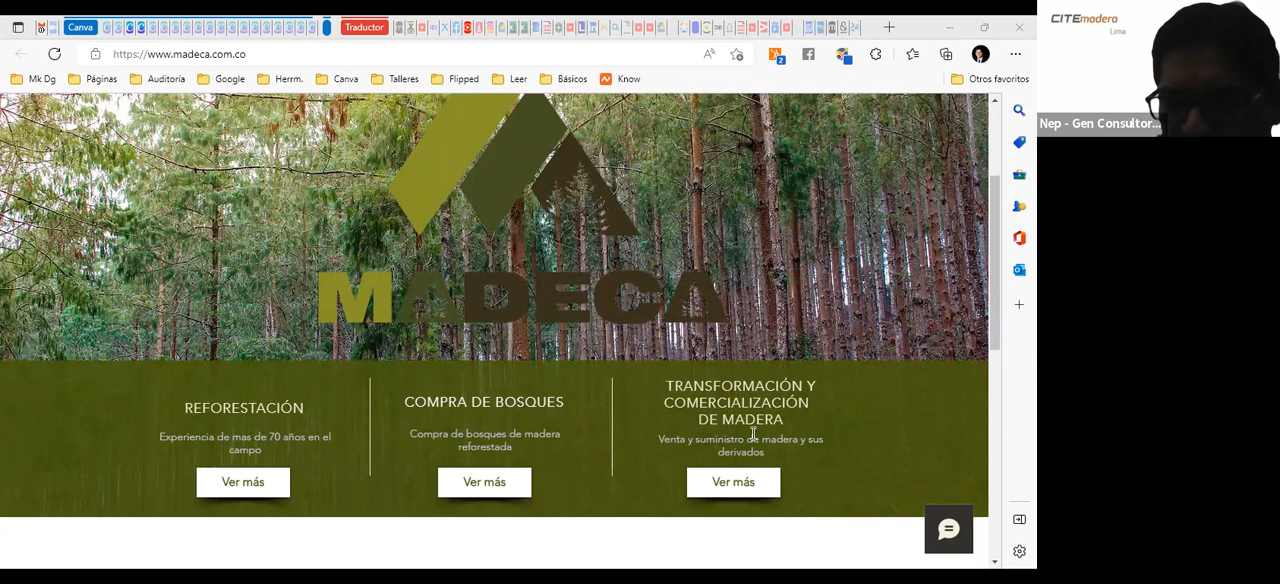 CITEmadera
Lima
Canva
Traductor
https://www.madeca.com.co
2
Mk Dg
Páginas
Auditoría
Google
Herrm.
Canva
Talleres
Flipped
Leer
Básicos
Know
Otros favoritos
Nep - Gen Consultor...
MADECA
REFORESTACIÓN
Experiencia de mas de 70 años en el
campo
Ver más
COMPRA DE BOSQUES
Compra de bosques de madera
reforestada
Ver más
TRANSFORMACIÓN Y
COMERCIALIZACIÓN
DE MADERA
Venta y suministro de madera y sus
derivados
Ver más